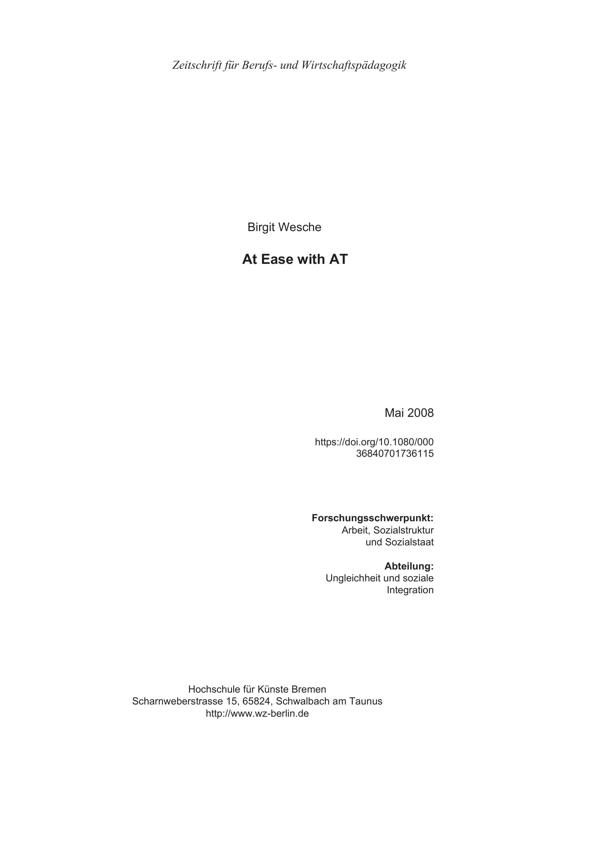 Zeitschrift für Berufs- und Wirtschaftspädagogik
Birgit Wesche
At Ease with AT
Mai 2008
https://doi.org/10.1080/000
36840701736115
Forschungsschwerpunkt:
Arbeit, Sozialstruktur
und Sozialstaat
Abteilung:
Ungleichheit und soziale
Integration
Hochschule für Künste Bremen
Scharnweberstrasse 15, 65824, Schwalbach am Taunus
http://www.wz-berlin.de